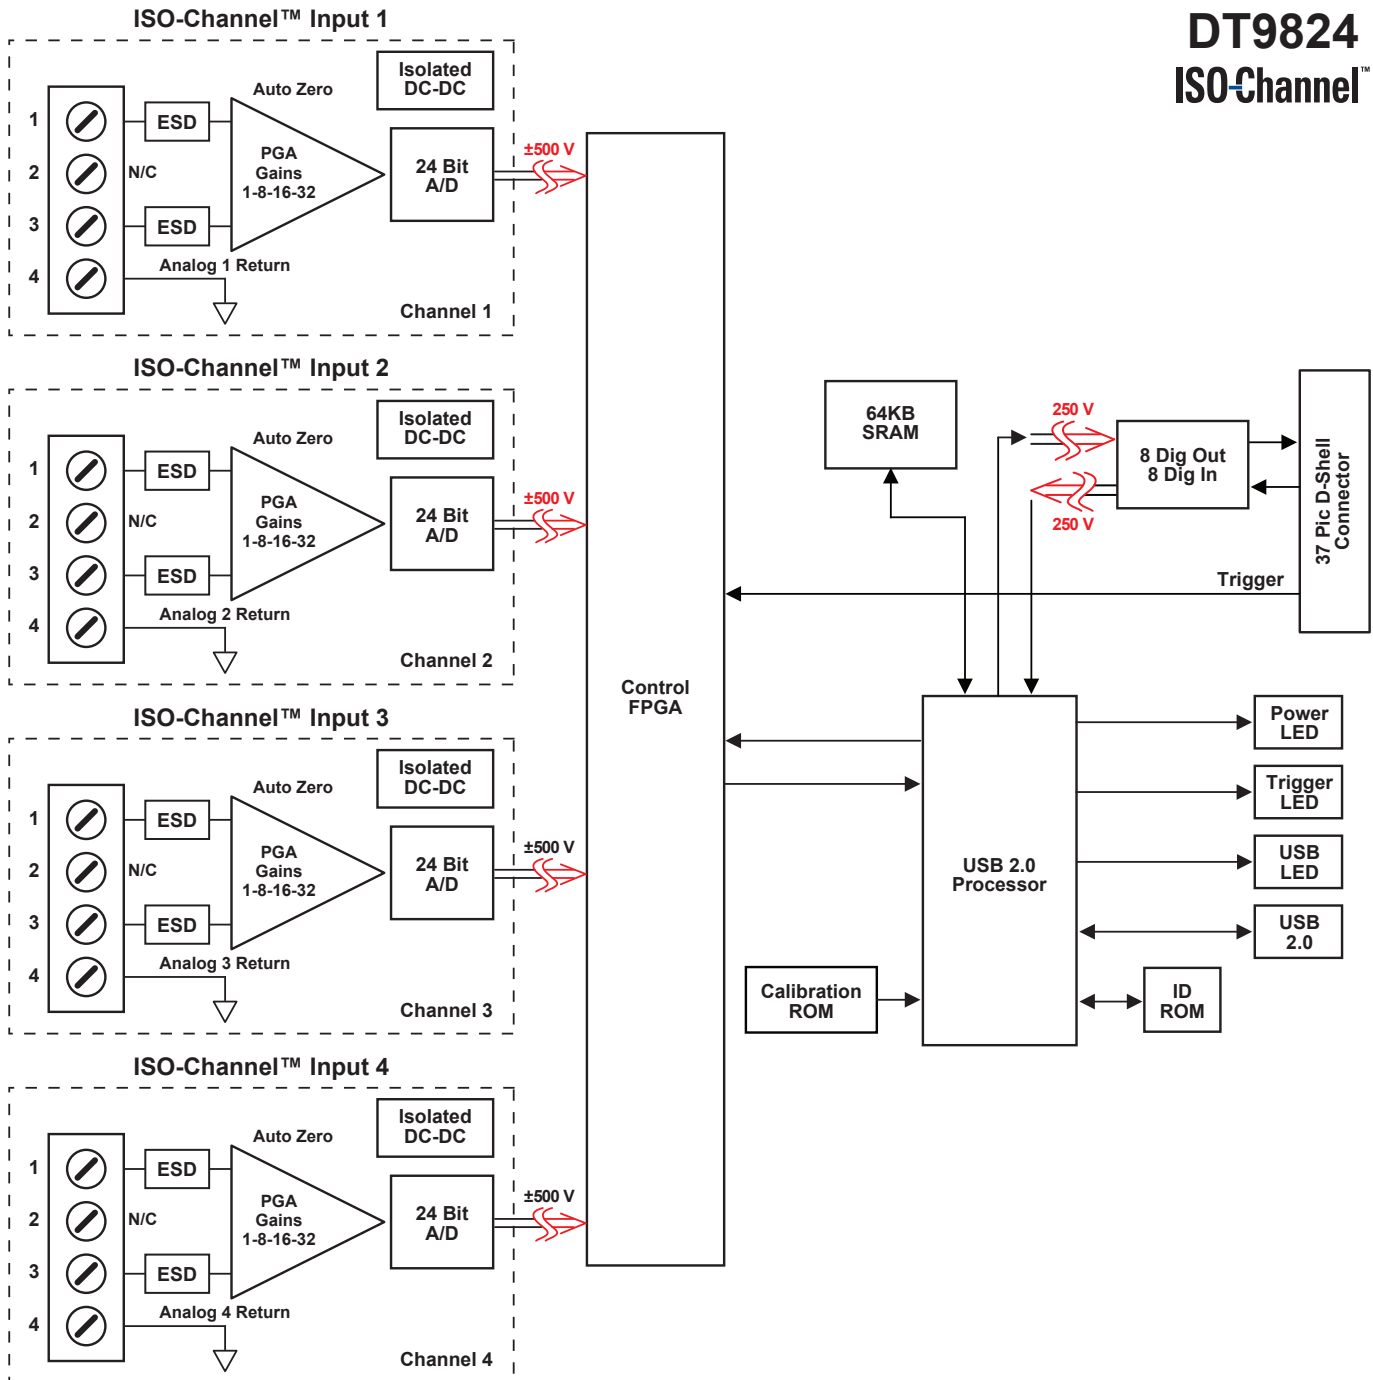 DT9824
ISO-Channel™
ISO-Channel™ Input 1
Isolated
DC-DC
Auto Zero
1
ESD
PGA
Gains
1-8-16-32
24 Bit
A/D
±500 V
2
N/C
3
ESD
4
Analog 1 Return
Channel 1
ISO-Channel™ Input 2
Isolated
DC-DC
Auto Zero
1
ESD
PGA
Gains
1-8-16-32
24 Bit
A/D
±500 V
2
N/C
3
ESD
4
Analog 2 Return
Channel 2
ISO-Channel™ Input 3
Isolated
DC-DC
Auto Zero
1
ESD
PGA
Gains
1-8-16-32
24 Bit
A/D
±500 V
2
N/C
3
ESD
4
Analog 3 Return
Channel 3
ISO-Channel™ Input 4
Isolated
DC-DC
Auto Zero
1
ESD
PGA
Gains
1-8-16-32
24 Bit
A/D
±500 V
2
N/C
3
ESD
4
Analog 4 Return
Channel 4
Control
FPGA
64KB
SRAM
250 V
250 V
8 Dig Out
8 Dig In
37 Pic D-Shell
Connector
Trigger
USB 2.0
Processor
Power
LED
Trigger
LED
USB
LED
USB
2.0
Calibration
ROM
ID
ROM